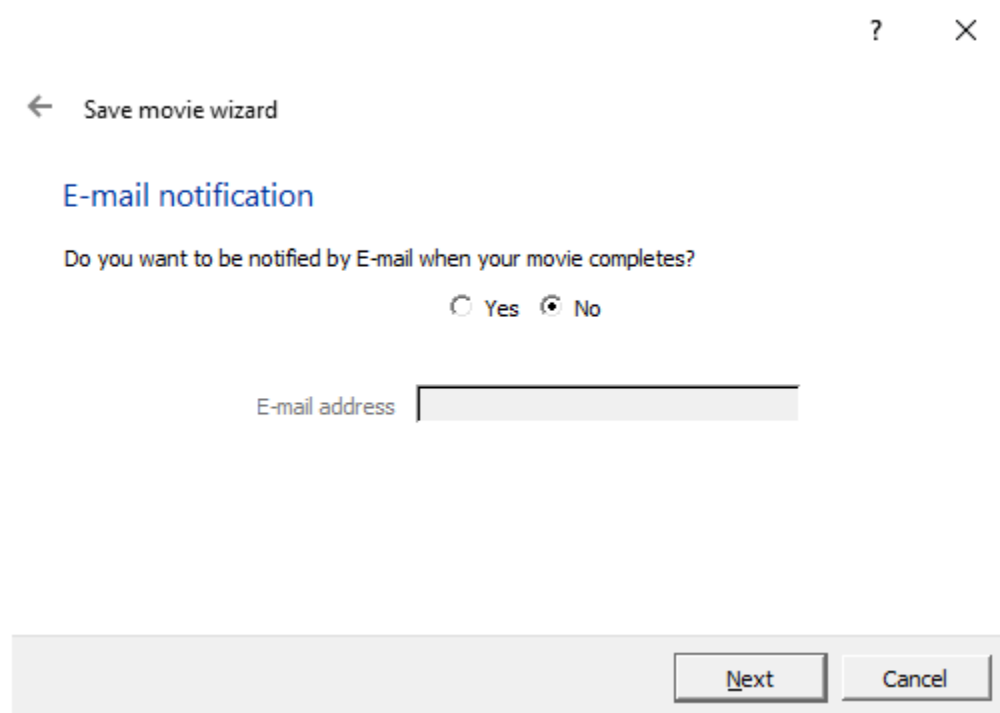 ?
Save movie wizard
E-mail notification
Do you want to be notified by E-mail when your movie completes?
Yes No
E-mail address
Next Cancel